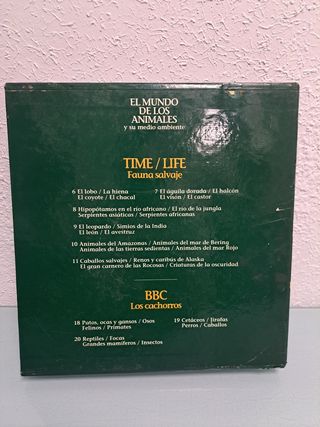 EL MUNDO
DE LOS
ANIMALES
y su medio ambiente
TIME / LIFE
Fauna salvaje
6 El lobo / La hiena
El coyote / El chacal
7 El águila dorada / El halcón
El visón / El castor
8 Hipopótamos en el río africano / El río de la jungla
Serpientes asiáticas / Serpientes africanas
9 El leopardo / Simios de la India
El león / El avestruz
10 Animales del Amazonas / Animales del mar de Bering
Animales de las tierras sedientas / Animales del mar Rojo
11 Caballos salvajes / Renos y caribús de Alaska
El gran carnero de las Rocosas / Criaturas de la oscuridad
BBC
Los cachorros
18 Patos, ocas y gansos / Osos
Felinos / Primates
19 Cetáceos / Jirafas
Perros / Caballos
20 Reptiles / Focas
Grandes mamíferos / Insectos